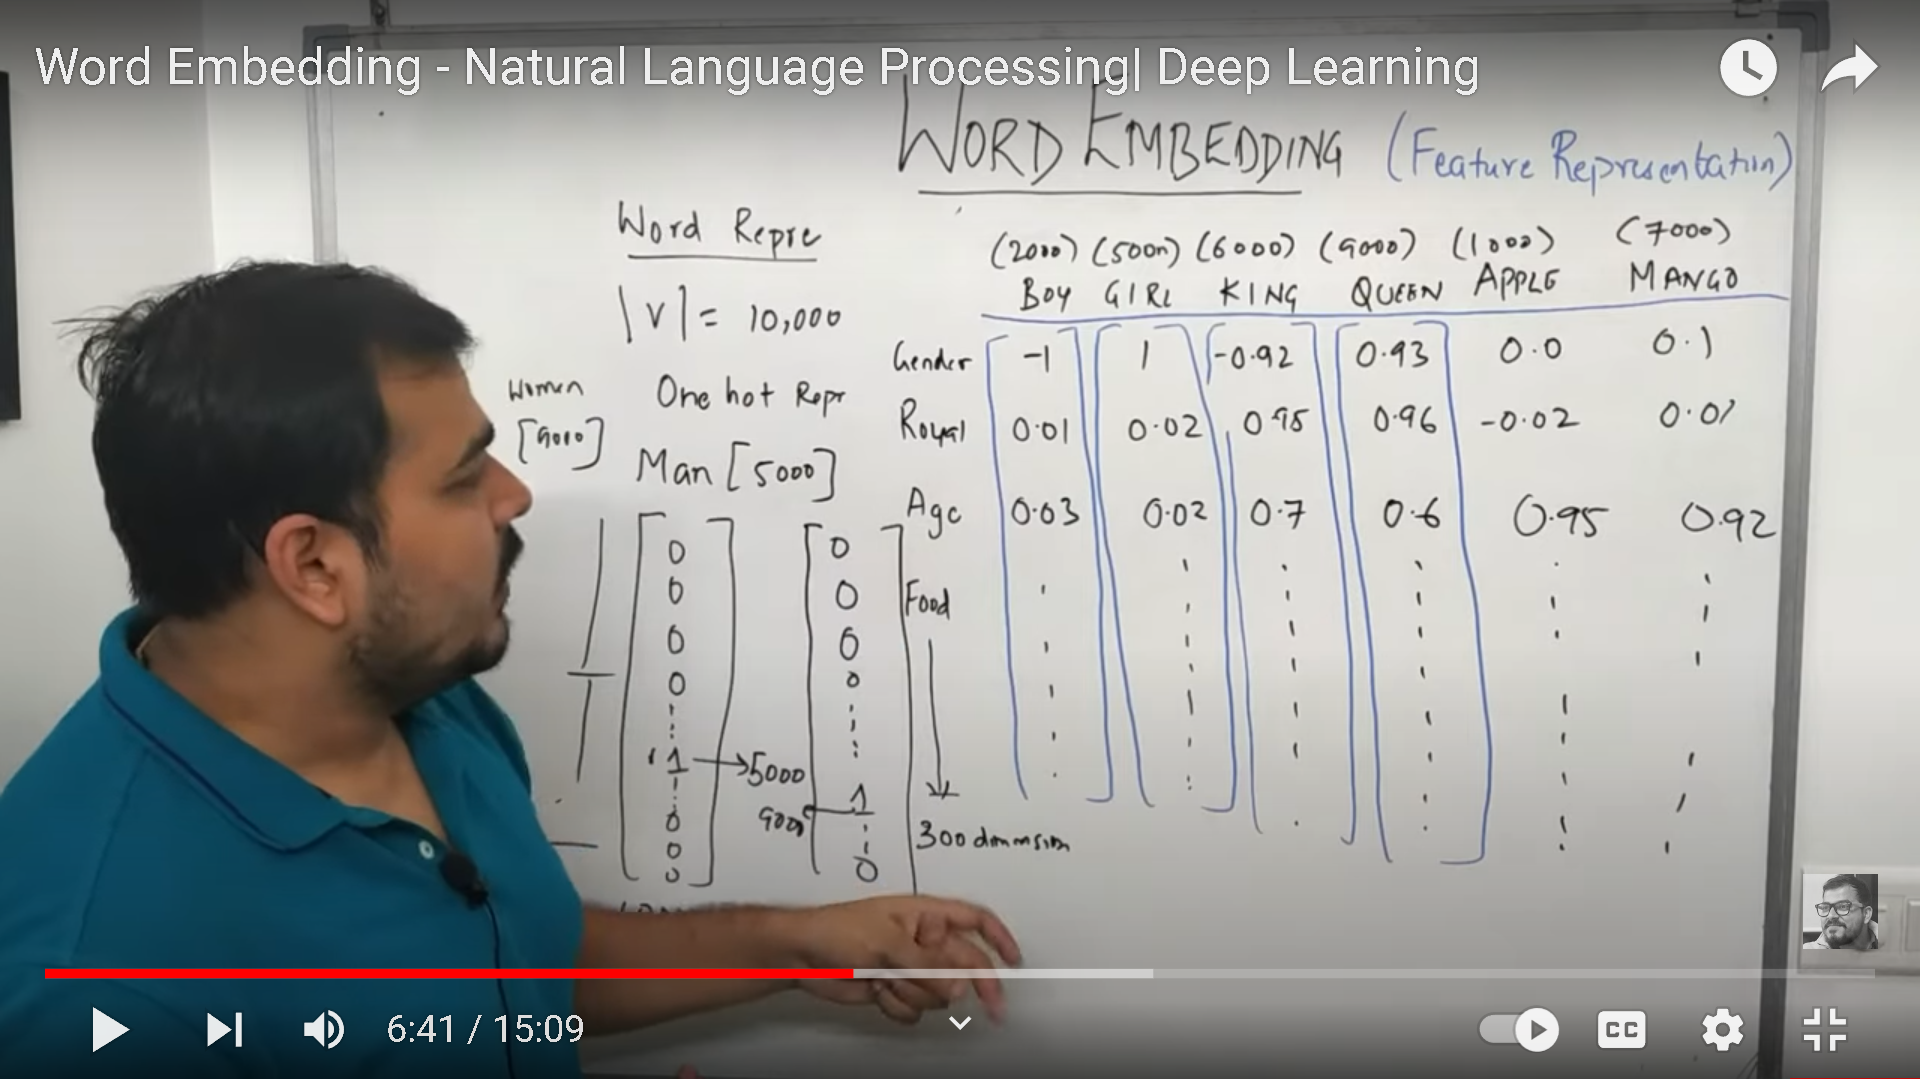 Word Embedding - Natural Language Processing| Deep Learning
WORD EMBEDDING (Feature Representation)
Word Repre
|V| = 10,000
One hot Repr
Women
[9000]
Man [5000]
0 0
0 0
0 0
0 0
1 → 5000
9000 1
0
0
0 0
(2000) (5000) (6000) (9000) (1000) (7000)
BOY GIRL KING QUEEN APPLE MANGO
Gender -1 1 -0.92 0.93 0.0 0.1
Royal 0.01 0.02 0.95 0.96 -0.02 0.01
Age 0.03 0.02 0.7 0.6 0.95 0.92
Food
300 dimension
6:41 / 15:09
CC